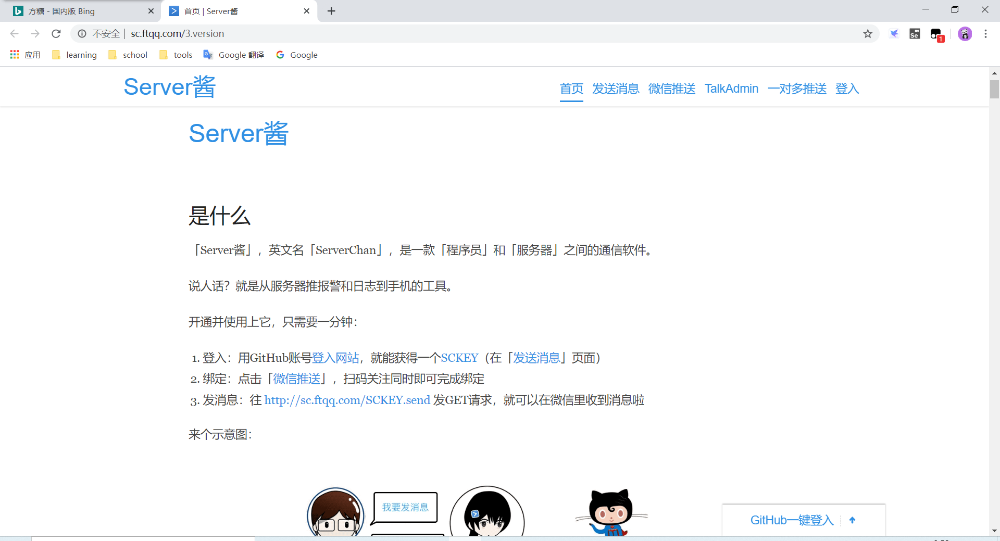 方糖 - 国内版 Bing
首页 | Server酱
不安全 | sc.ftqq.com/3.version
Se
1
应用 learning school tools Google 翻译 Google
Server酱
首页 发送消息 微信推送 TalkAdmin 一对多推送 登入
Server酱
是什么
「Server酱」，英文名「ServerChan」，是一款「程序员」和「服务器」之间的通信软件。
说人话？就是从服务器推报警和日志到手机的工具。
开通并使用上它，只需要一分钟：
1. 登入：用GitHub账号登入网站，就能获得一个SCKEY（在「发送消息」页面）
2. 绑定：点击「微信推送」，扫码关注同时即可完成绑定
3. 发消息：往 http://sc.ftqq.com/SCKEY.send 发GET请求，就可以在微信里收到消息啦
来个示意图：
我要发消息
GitHub一键登入